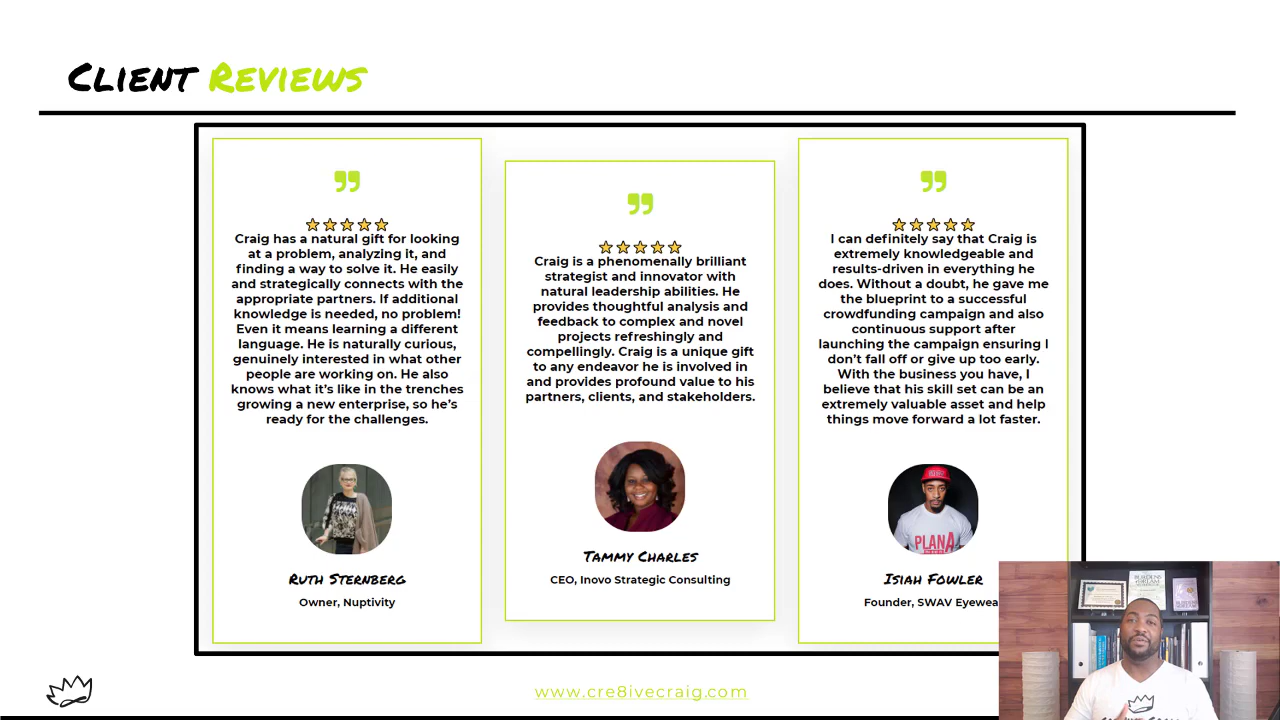 Client Reviews
Craig has a natural gift for looking
at a problem, analyzing it, and
finding a way to solve it. He easily
and strategically connects with the
appropriate partners. If additional
knowledge is needed, no problem!
Even it means learning a different
language. He is naturally curious,
genuinely interested in what other
people are working on. He also
knows what it’s like in the trenches
growing a new enterprise, so he’s
ready for the challenges.
Ruth Sternberg
Owner, Nuptivity
Craig is a phenomenally brilliant
strategist and innovator with
natural leadership abilities. He
provides thoughtful analysis and
feedback to complex and novel
projects refreshingly and
compellingly. Craig is a unique gift
to any endeavor he is involved in
and provides profound value to his
partners, clients, and stakeholders.
Tammy Charles
CEO, Inovo Strategic Consulting
I can definitely say that Craig is
extremely knowledgeable and
results-driven in everything he
does. Without a doubt, he gave me
the blueprint to a successful
crowdfunding campaign and also
continuous support after
launching the campaign ensuring I
don’t fall off or give up too early.
With the business you have, I
believe that his skill set can be an
extremely valuable asset and help
things move forward a lot faster.
PLAN A
Isiah Fowler
Founder, SWAV Eyewea
www.cre8ivecraig.com